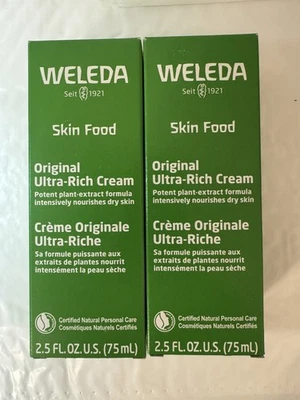 WELEDA
Seit 1921
Skin Food
Original
Ultra-Rich Cream
Potent plant-extract formula
intensively nourishes dry skin
Crème Originale
Ultra-Riche
Sa formule puissante aux
extraits de plantes nourrit
intensément la peau sèche
Certified Natural Personal Care
Cosmétiques Naturels Certifiés
2.5 FL.OZ.U.S. (75 mL)
WELEDA
Seit 1921
Skin Food
Original
Ultra-Rich Cream
Potent plant-extract formula
intensively nourishes dry skin
Crème Originale
Ultra-Riche
Sa formule puissante aux
extraits de plantes nourrit
intensément la peau sèche
Certified Natural Personal Care
Cosmétiques Naturels Certifiés
2.5 FL.OZ.U.S. (75 mL)